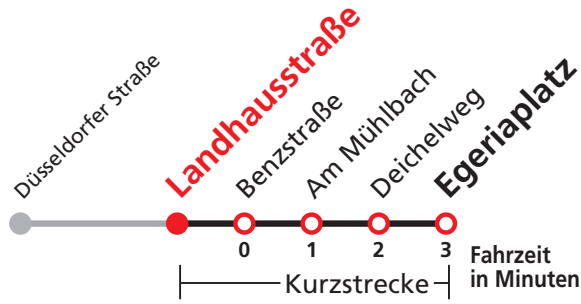 Düsseldorfer Straße
Landhausstraße
Benzstraße
Am Mühlbach
Deichelweg
Egeriaplatz
0 1 2 3
Fahrzeit
in Minuten
Kurzstrecke